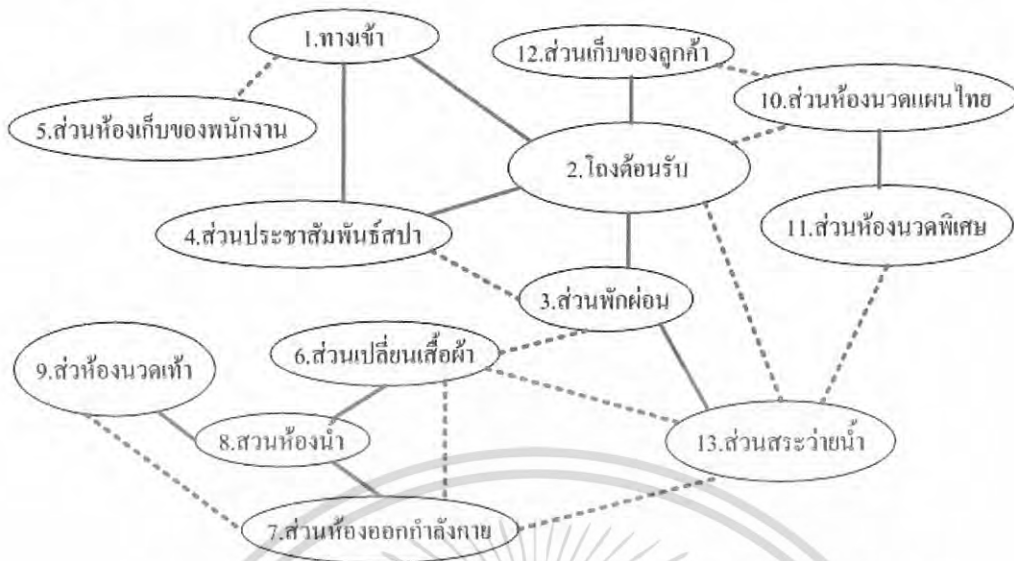 1.ทางเข้า
12.ส่วนเก็บของลูกค้า
10.ส่วนห้องนวดแผนไทย
5.ส่วนห้องเก็บของพนักงาน
2.โถงต้อนรับ
4.ส่วนประชาสัมพันธ์สปา
11.ส่วนห้องนวดพิเศษ
3.ส่วนพักผ่อน
6.ส่วนเปลี่ยนเสื้อผ้า
9.สัวห้องนวดเท้า
8.สวนห้องน้ำ
13.ส่วนสระว่ายน้ำ
7.ส่วนห้องออกกำลังกาย